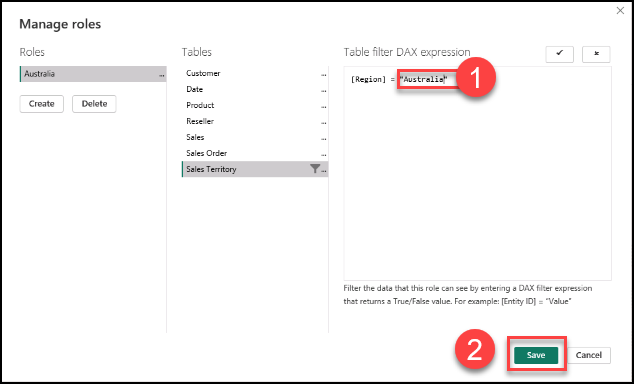 Manage roles
Roles
Australia
...
Create
Delete
Tables
Customer ...
Date ...
Product ...
Reseller ...
Sales ...
Sales Order ...
Sales Territory ...
Table filter DAX expression
[Region] = "Australia"
1
Filter the data that this role can see by entering a DAX filter expression
that returns a True/False value. For example: [Entity ID] = "Value"
2
Save
Cancel